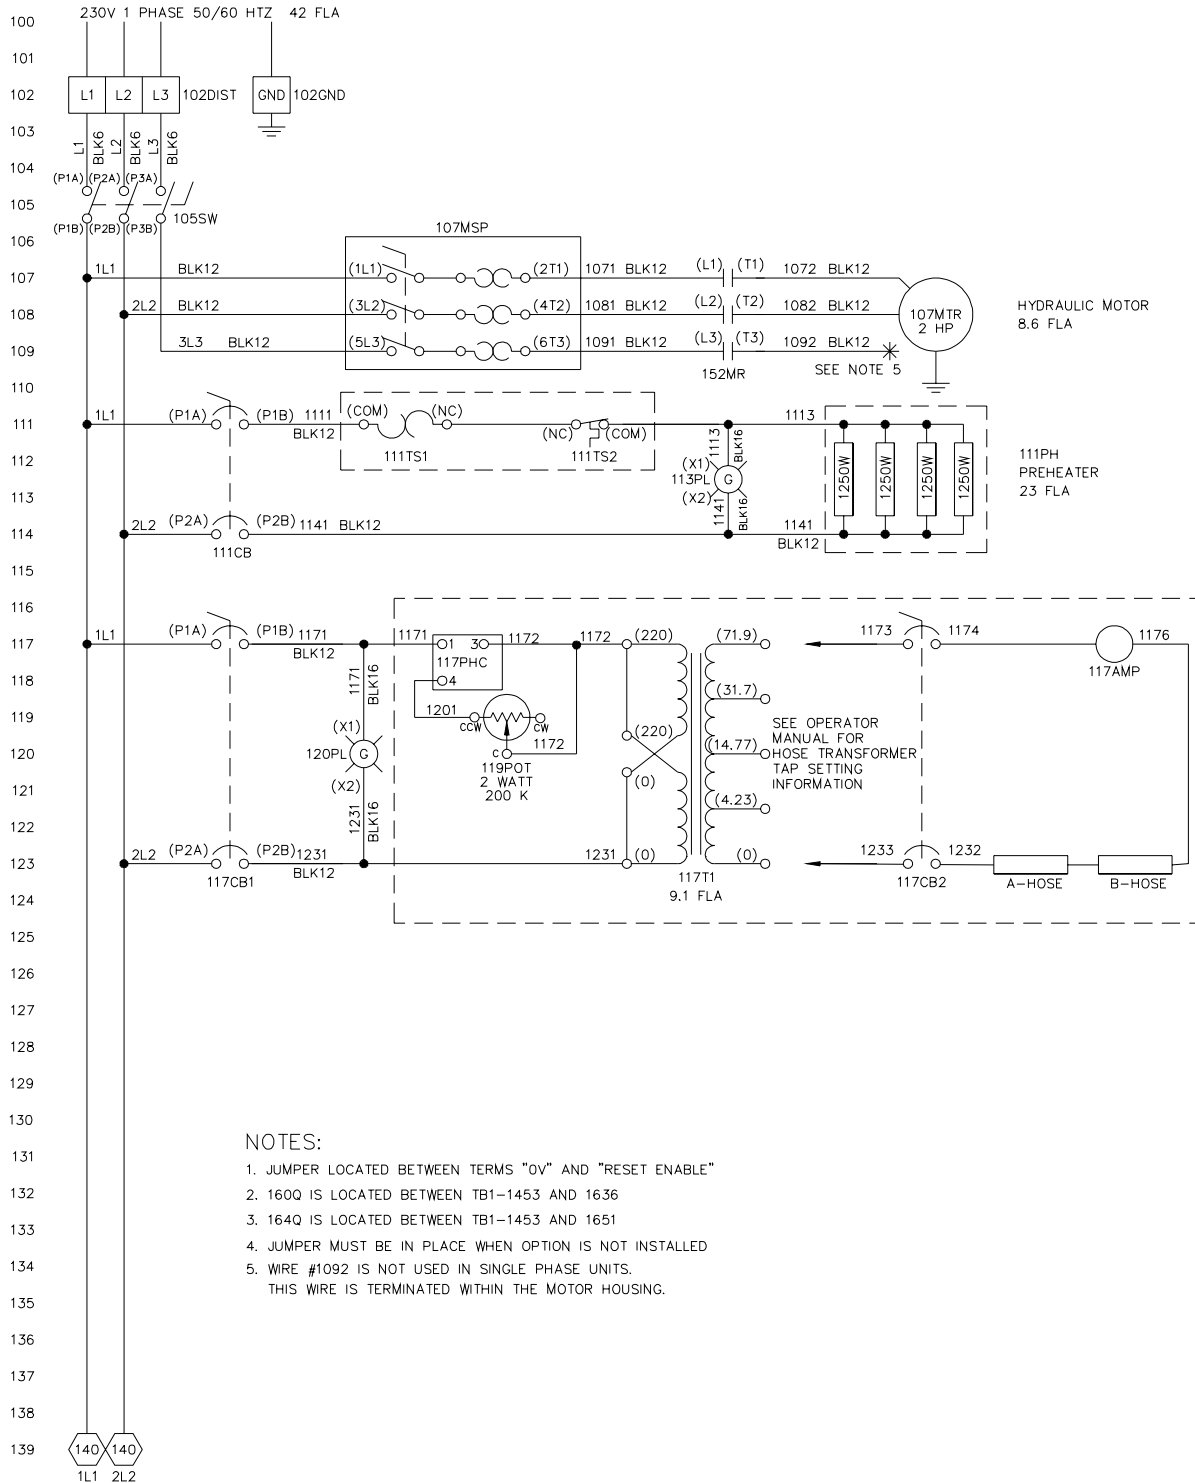 100 230V 1 PHASE 50/60 HTZ 42 FLA
101
102 L1 L2 L3 102DIST GND 102GND
103 L1 BLK6 L2 BLK6 L3 BLK6
104 (P1A) (P2A) (P3A)
105 105SW
(P1B) (P2B) (P3B)
106 107MSP
107 1L1 BLK12 (1L1) (2T1) 1071 BLK12 (L1) (T1) 1072 BLK12
108 2L2 BLK12 (3L2) (4T2) 1081 BLK12 (L2) (T2) 1082 BLK12 107MTR 2 HP
HYDRAULIC MOTOR
8.6 FLA
109 3L3 BLK12 (5L3) (6T3) 1091 BLK12 (L3) (T3) 1092 BLK12
152MR SEE NOTE 5
110
111 1L1 (P1A) (P1B) 1111 BLK12 (COM) (NC) (NC) (COM) 1113
111TS1 111TS2
112 1113 BLK16 (X1)
113PL G
(X2)
1250W 1250W 1250W 1250W
111PH
PREHEATER
23 FLA
113 1141 BLK16
114 2L2 (P2A) (P2B) 1141 BLK12 1141 BLK12
111CB
115
116
117 1L1 (P1A) (P1B) 1171 BLK12 1171 1 3 1172 1172 (220) (71.9) 1173 1174 1176
117PHC 117AMP
118 1171 BLK16 4 (31.7)
119 1201 CCW CW
(X1) 1172 (220)
120 120PL G C (14.77)
119POT
2 WATT
200 K
SEE OPERATOR
MANUAL FOR
HOSE TRANSFORMER
TAP SETTING
INFORMATION
121 (X2) (0)
122 1231 BLK16 (4.23)
123 2L2 (P2A) (P2B) 1231 BLK12 1231 (0) (0) 1233 1232
117CB1 117T1 117CB2 A-HOSE B-HOSE
124 9.1 FLA
125
126
127
128
129
130
NOTES:
131
1. JUMPER LOCATED BETWEEN TERMS "0V" AND "RESET ENABLE"
132 2. 160Q IS LOCATED BETWEEN TB1-1453 AND 1636
133 3. 164Q IS LOCATED BETWEEN TB1-1453 AND 1651
4. JUMPER MUST BE IN PLACE WHEN OPTION IS NOT INSTALLED
134 5. WIRE #1092 IS NOT USED IN SINGLE PHASE UNITS.
THIS WIRE IS TERMINATED WITHIN THE MOTOR HOUSING.
135
136
137
138
139 140 140
1L1 2L2